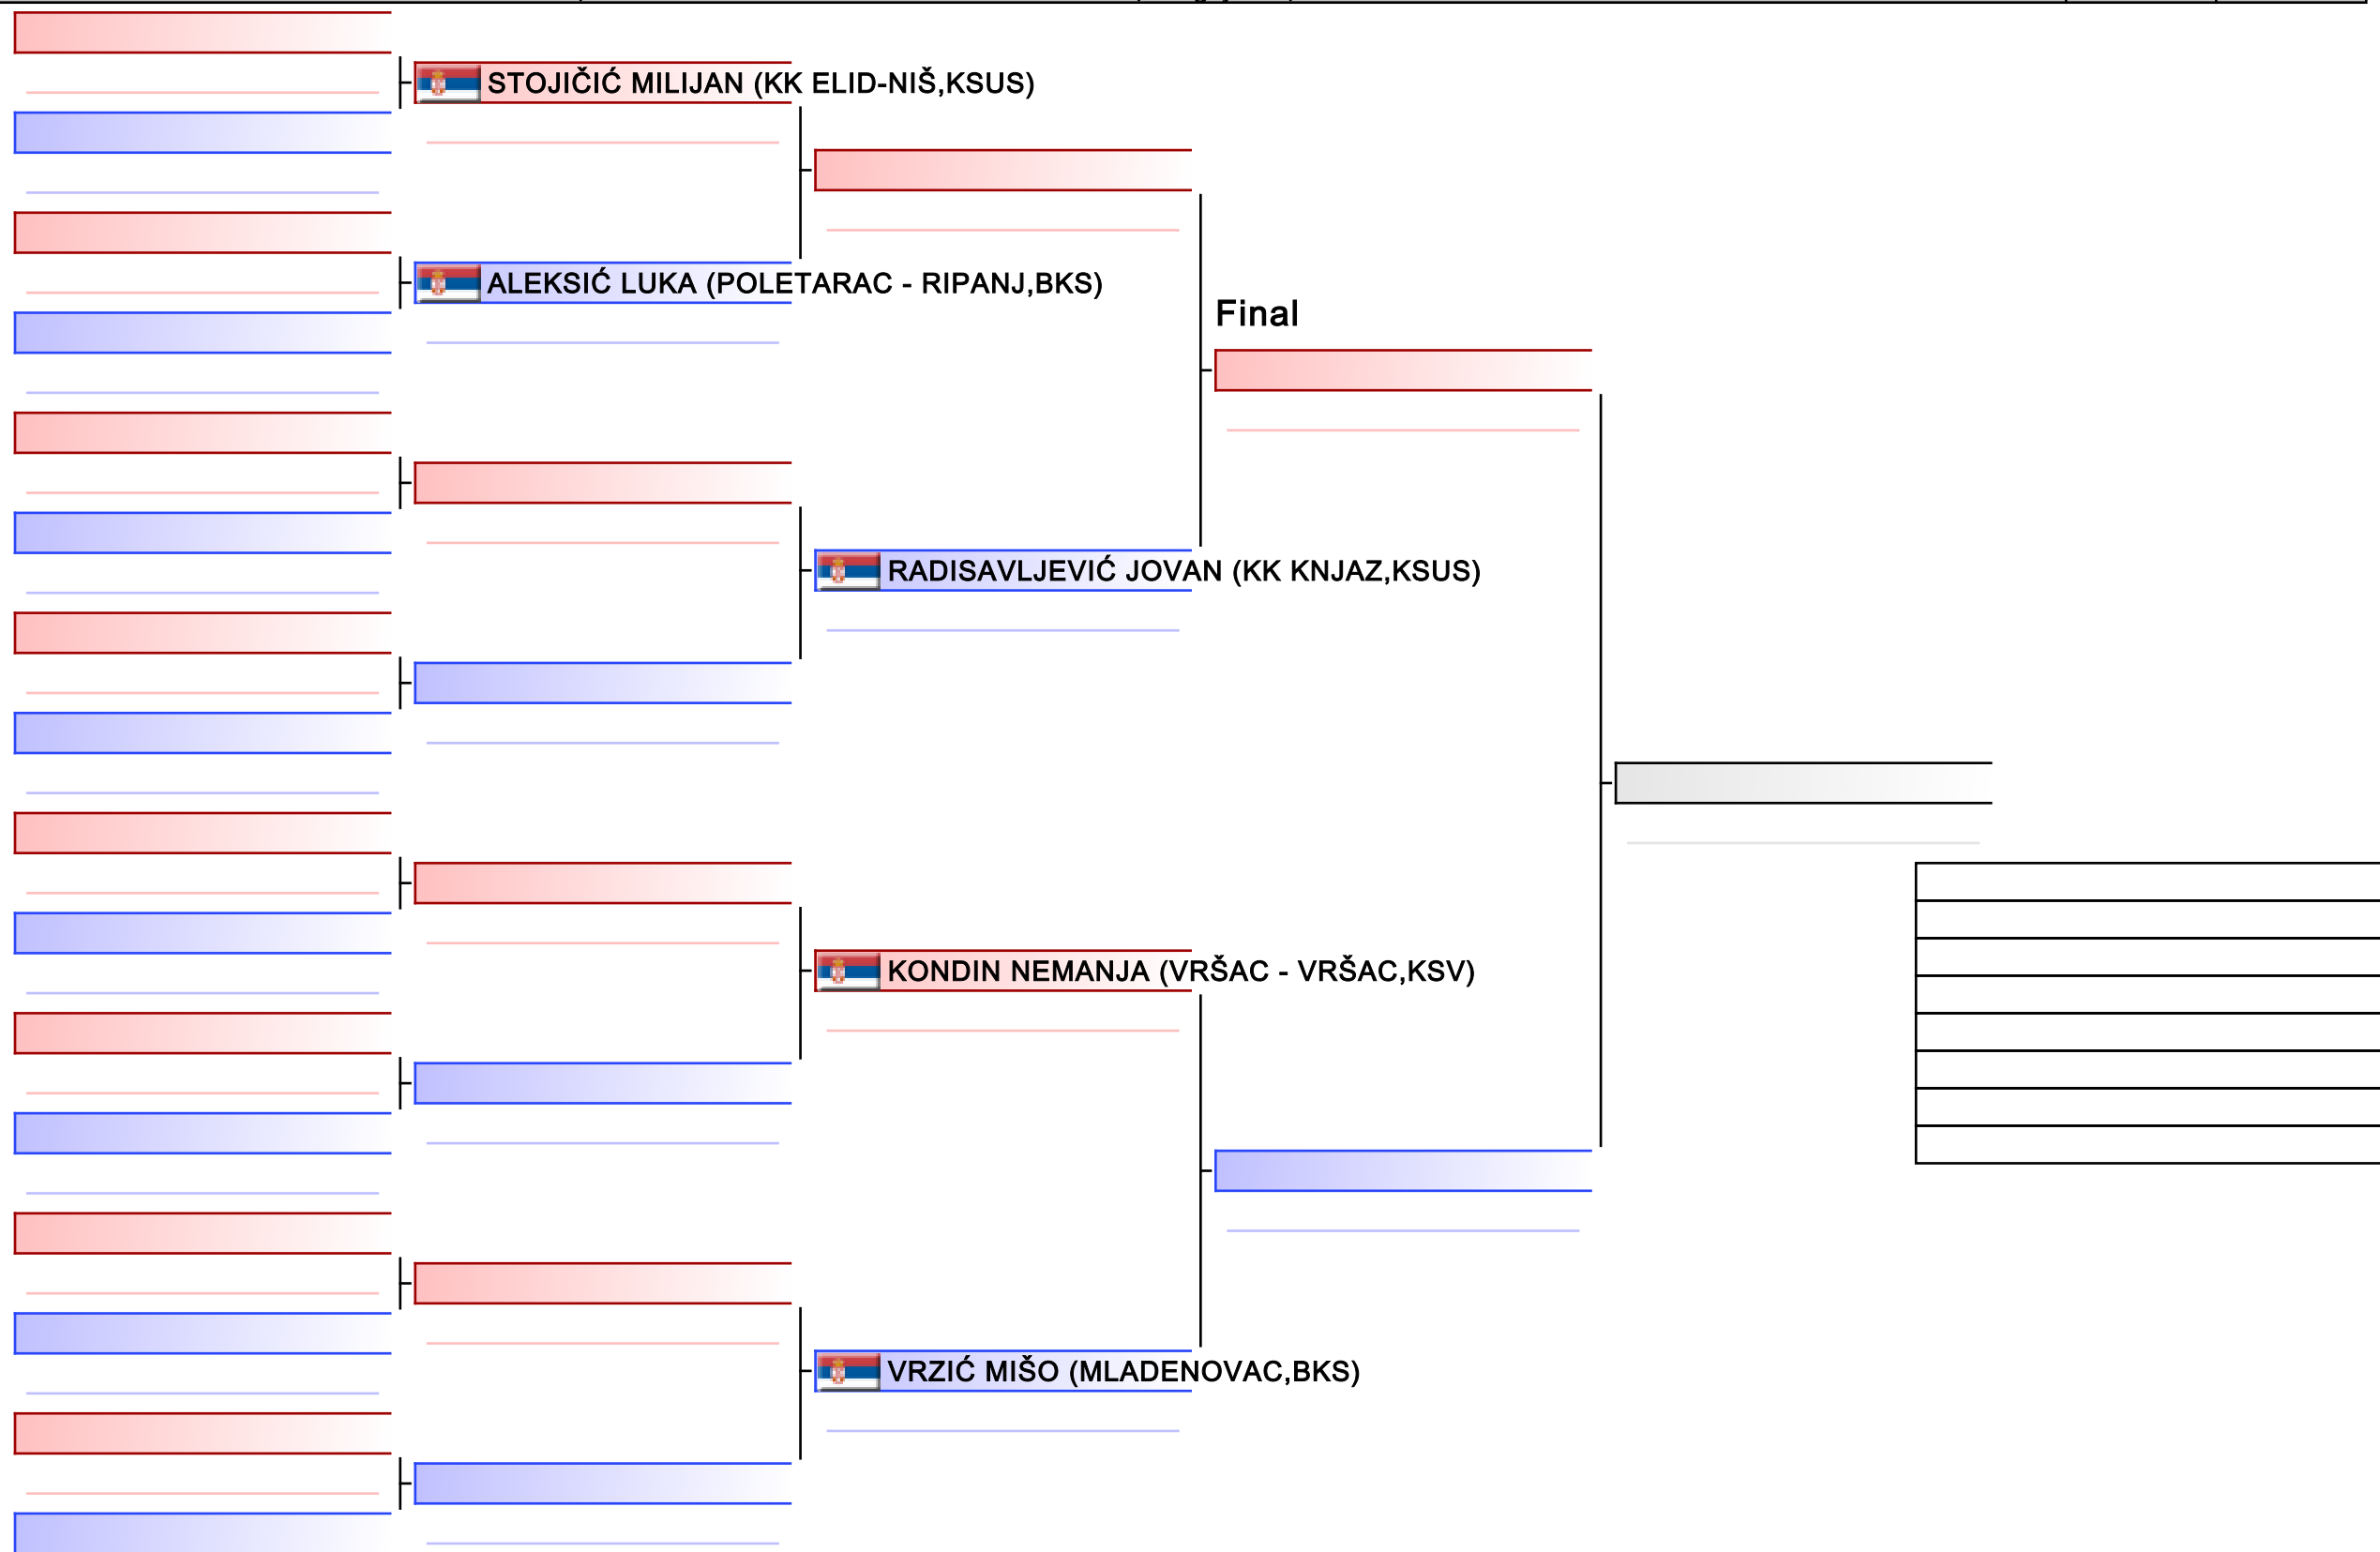 STOJIČIĆ MILIJAN (KK ELID-NIŠ,KSUS)
ALEKSIĆ LUKA (POLETARAC - RIPANJ,BKS)
Final
RADISAVLJEVIĆ JOVAN (KK KNJAZ,KSUS)
KONDIN NEMANJA (VRŠAC - VRŠAC,KSV)
VRZIĆ MIŠO (MLADENOVAC,BKS)